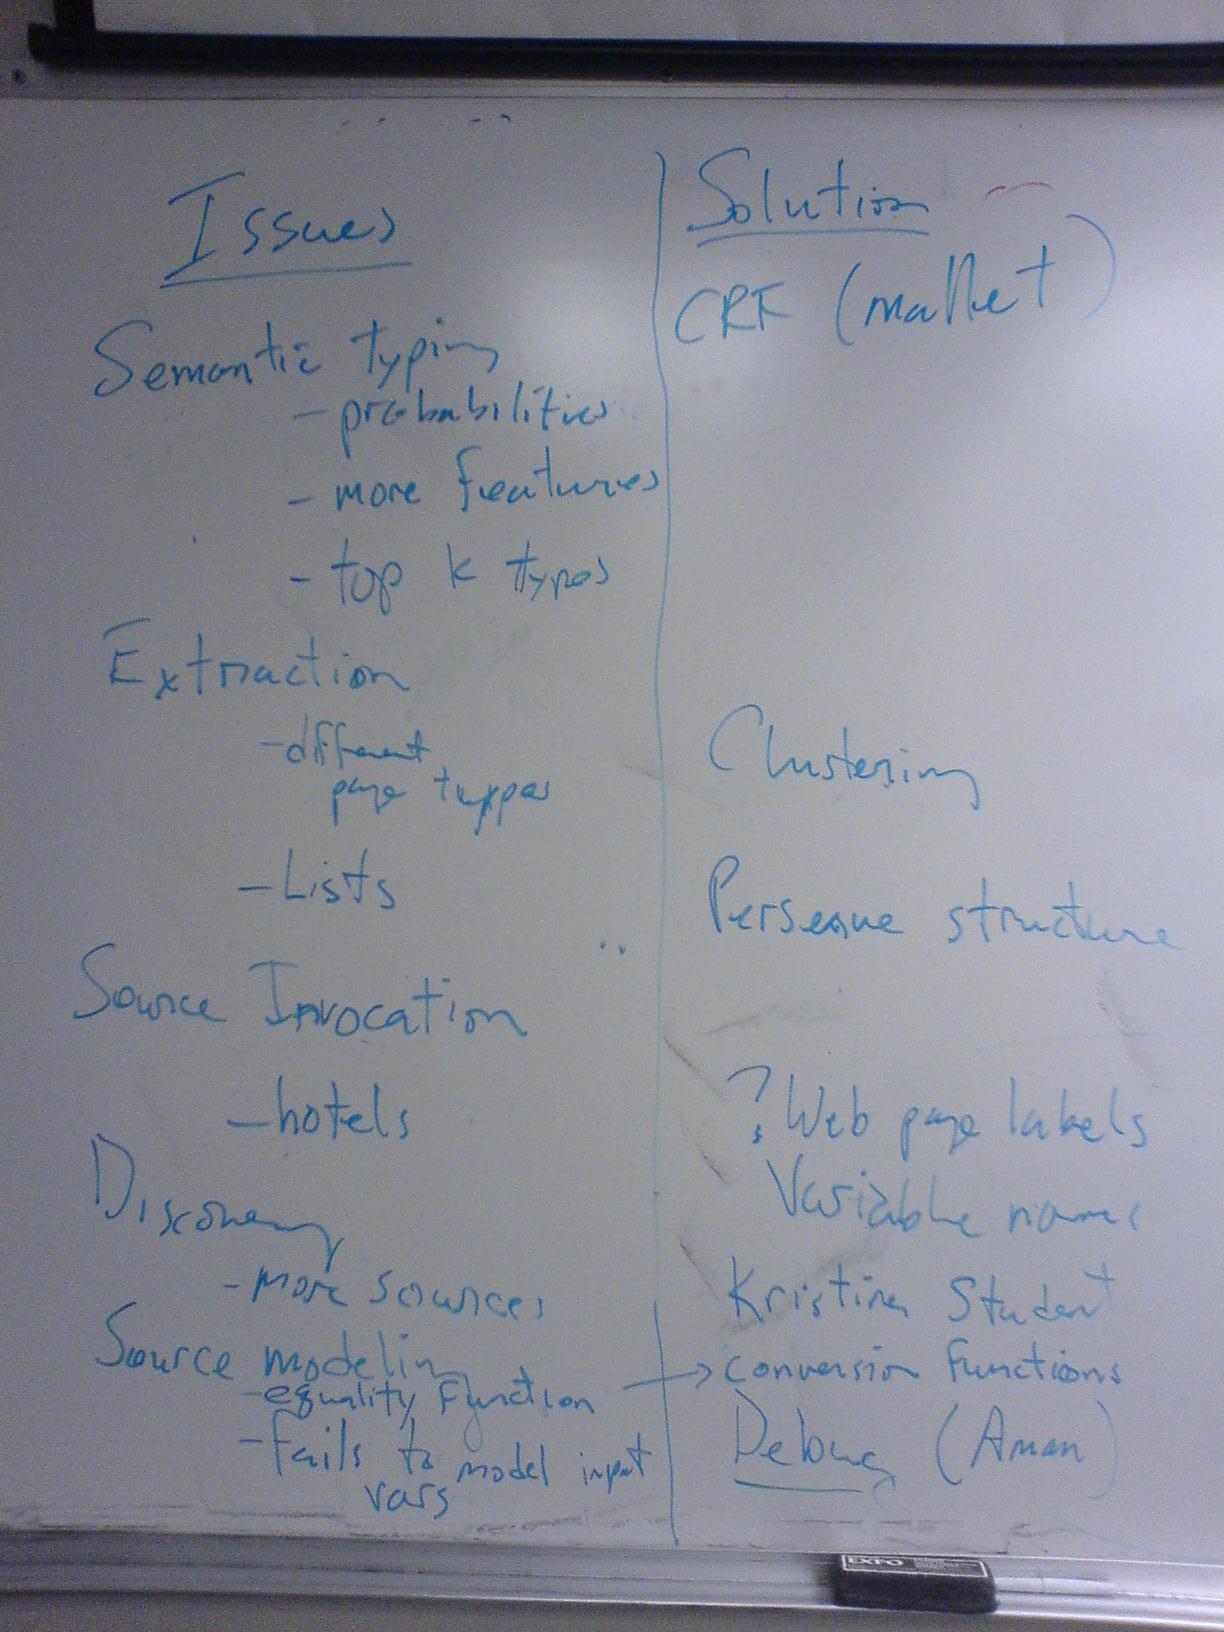 Issues
Semantic typing
- probabilities
- more features
- top k types
Extraction
- different
page types
- Lists
Source Invocation
- hotels
Discovery
- more sources
Source modeling
- equality function
- fails to model input
vars
Solution
CRF (mallet)
Clustering
structure
? Web page labels
Variable names
Kristina Student
→ conversion functions
Debug (Aman)
EXPO